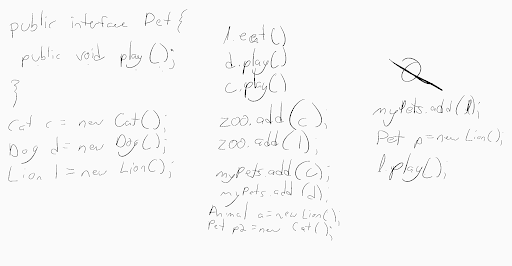 public interface Pet {
public void play ();
}
Cat c = new Cat();
Dog d = new Dog();
Lion l = new Lion();
l.eat()
d.play()
c.play()
zoo.add(c);
zoo.add(l);
myPets.add(c);
myPets add (d),
Animal a = new Lion();
Pet p2 = new Cat();
myPets.add(l);
Pet p = new Lion();
l.play();